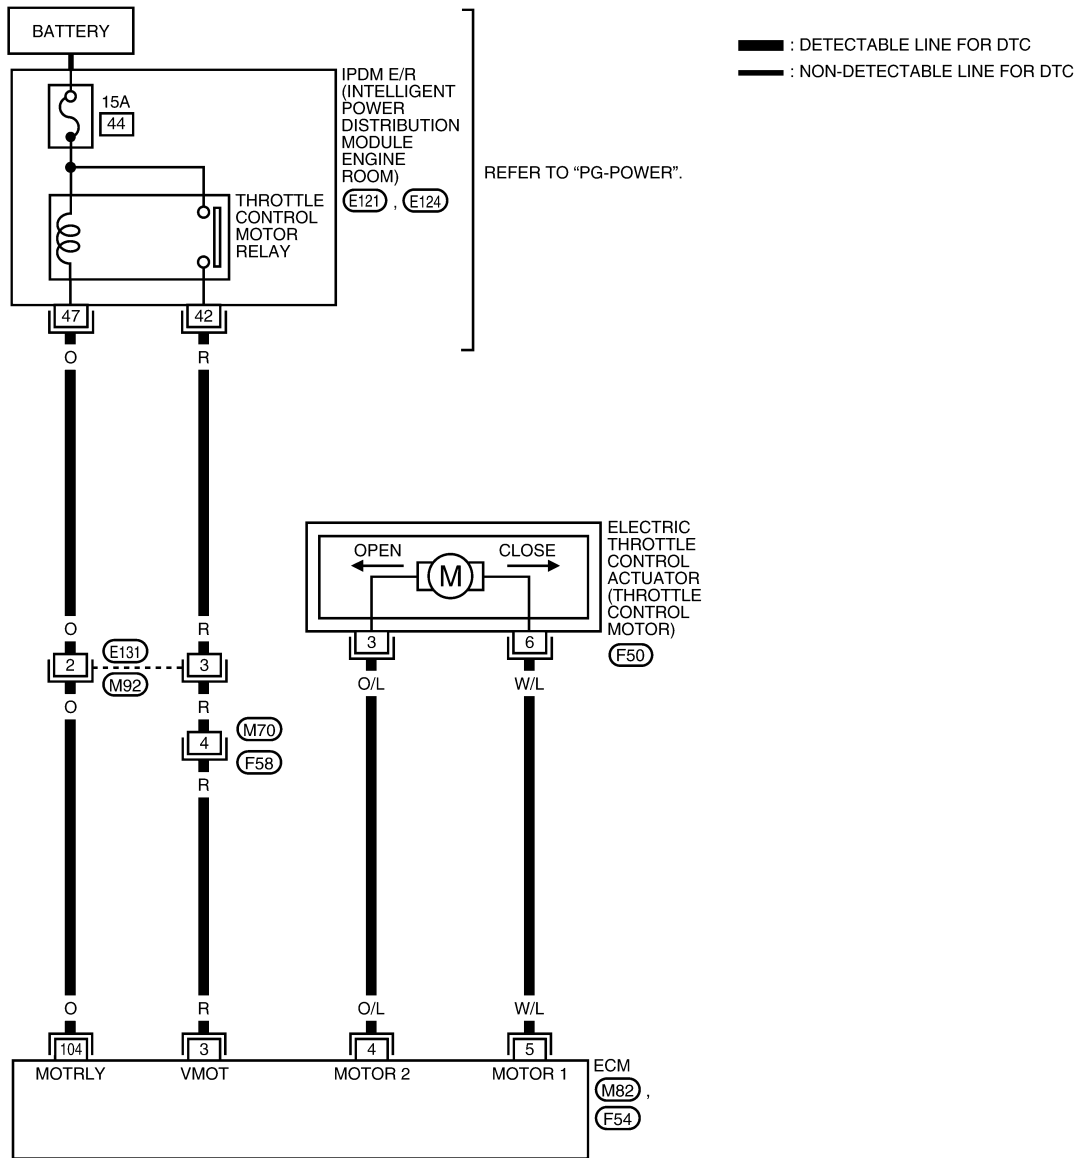 BATTERY
: DETECTABLE LINE FOR DTC
: NON-DETECTABLE LINE FOR DTC
15A
44
IPDM E/R
(INTELLIGENT
POWER
DISTRIBUTION
MODULE
ENGINE
ROOM)
E121 , E124
REFER TO “PG-POWER”.
THROTTLE
CONTROL
MOTOR
RELAY
47 42
O R
OPEN CLOSE
M
ELECTRIC
THROTTLE
CONTROL
ACTUATOR
(THROTTLE
CONTROL
MOTOR)
F50
3 6
O/L W/L
O R
2 E131 3
M92
O R
4 M70
F58
R
O R O/L W/L
104 3 4 5
MOTRLY VMOT MOTOR 2 MOTOR 1
ECM
M82 ,
F54